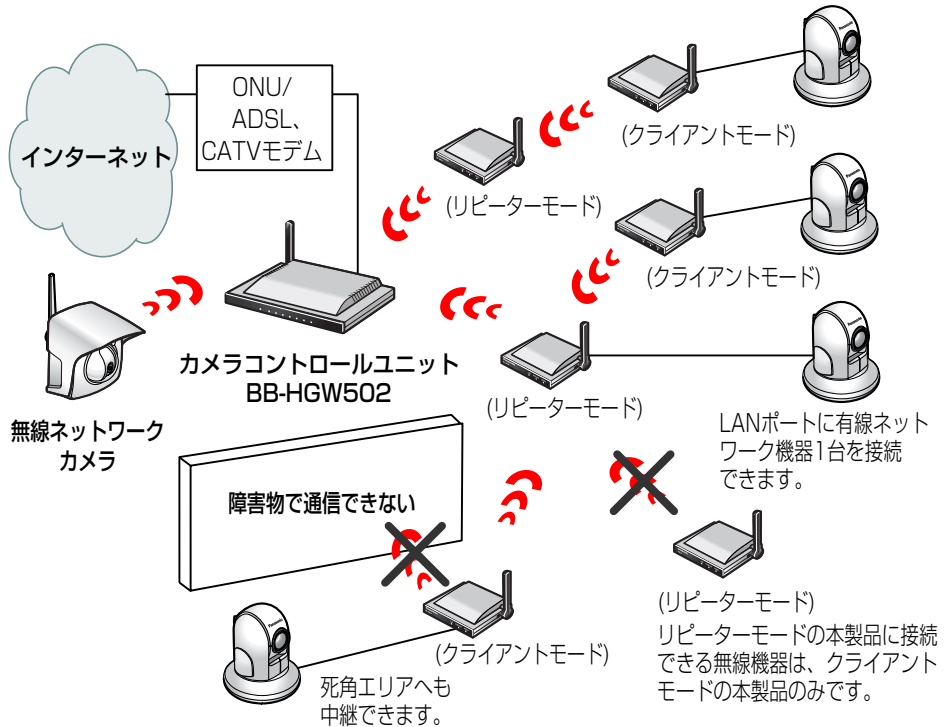 インターネット
ONU/
ADSL、
CATVモデム
(クライアントモード)
(リピーターモード)
(クライアントモード)
カメラコントロールユニット
BB-HGW502
無線ネットワーク
カメラ
(リピーターモード)
LANポートに有線ネット
ワーク機器1台を接続
できます。
障害物で通信できない
(クライアントモード)
死角エリアへも
中継できます。
(リピーターモード)
リピーターモードの本製品に接続
できる無線機器は、クライアント
モードの本製品のみです。
Panasonic
Panasonic
Panasonic
Panasonic